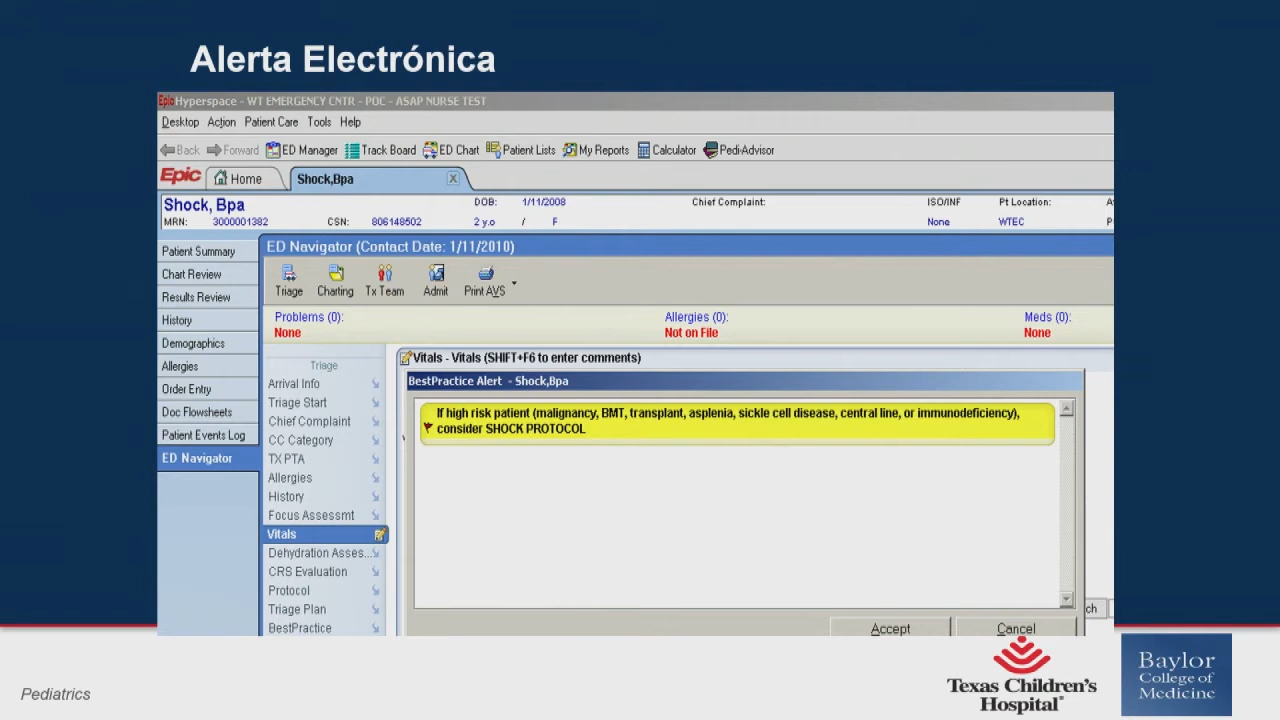 Alerta Electrónica
Epic Hyperspace - WT EMERGENCY CNTR - POC - ASAP NURSE TEST
Desktop Action Patient Care Tools Help
Back Forward ED Manager Track Board ED Chart Patient Lists My Reports Calculator Pedi-Advisor
Epic Home Shock,Bpa X
Shock, Bpa DOB: 1/11/2008 Chief Complaint: ISO/INF Pt Location:
MRN: 3000001382 CSN: 806148502 2 y.o / F None WTEC
Patient Summary
Chart Review
Results Review
History
Demographics
Allergies
Order Entry
Doc Flowsheets
Patient Events Log
ED Navigator
ED Navigator (Contact Date: 1/11/2010)
Triage Charting Tx Team Admit Print AVS
Problems (0): Allergies (0): Meds (0):
None Not on File None
Triage
Arrival Info
Triage Start
Chief Complaint
CC Category
TX PTA
Allergies
History
Focus Assessmt
Vitals
Dehydration Asses...
CRS Evaluation
Protocol
Triage Plan
BestPractice
Vitals - Vitals (SHIFT+F6 to enter comments)
BestPractice Alert - Shock,Bpa
If high risk patient (malignancy, BMT, transplant, asplenia, sickle cell disease, central line, or immunodeficiency),
consider SHOCK PROTOCOL
Accept Cancel
Pediatrics
Texas Children's
Hospital®
Baylor
College of
Medicine